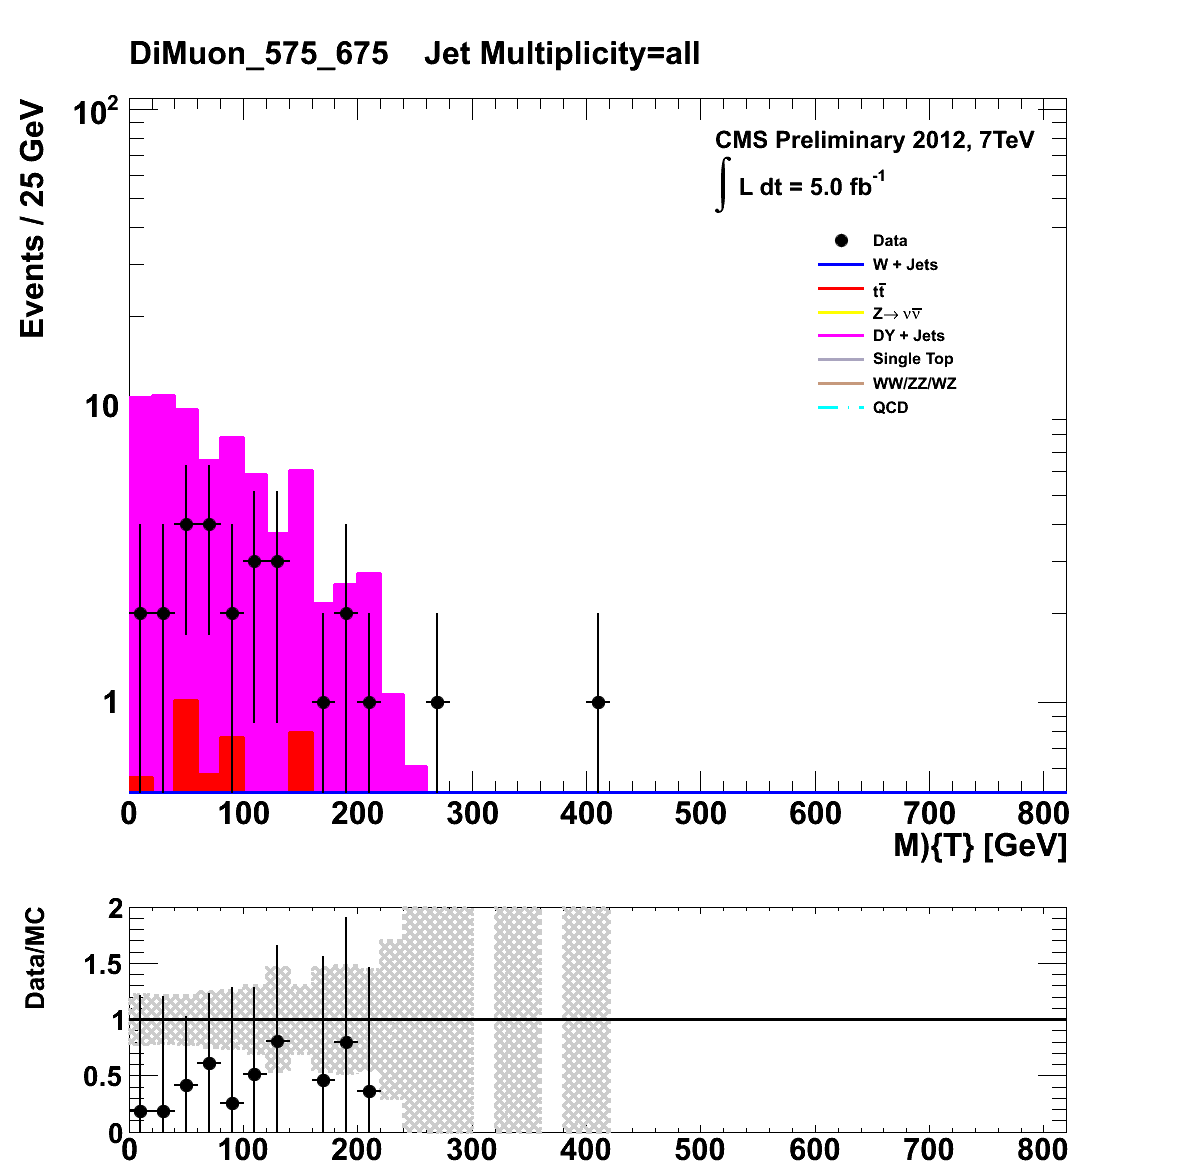 DiMuon_575_675 Jet Multiplicity=all
Events / 25 GeV
10²
10
1
CMS Preliminary 2012, 7TeV
∫ L dt = 5.0 fb⁻¹
Data
W + Jets
tt̅
Z→ νν̅
DY + Jets
Single Top
WW/ZZ/WZ
QCD
0 100 200 300 400 500 600 700 800
M){T} [GeV]
Data/MC
2
1.5
1
0.5
0
0 100 200 300 400 500 600 700 800